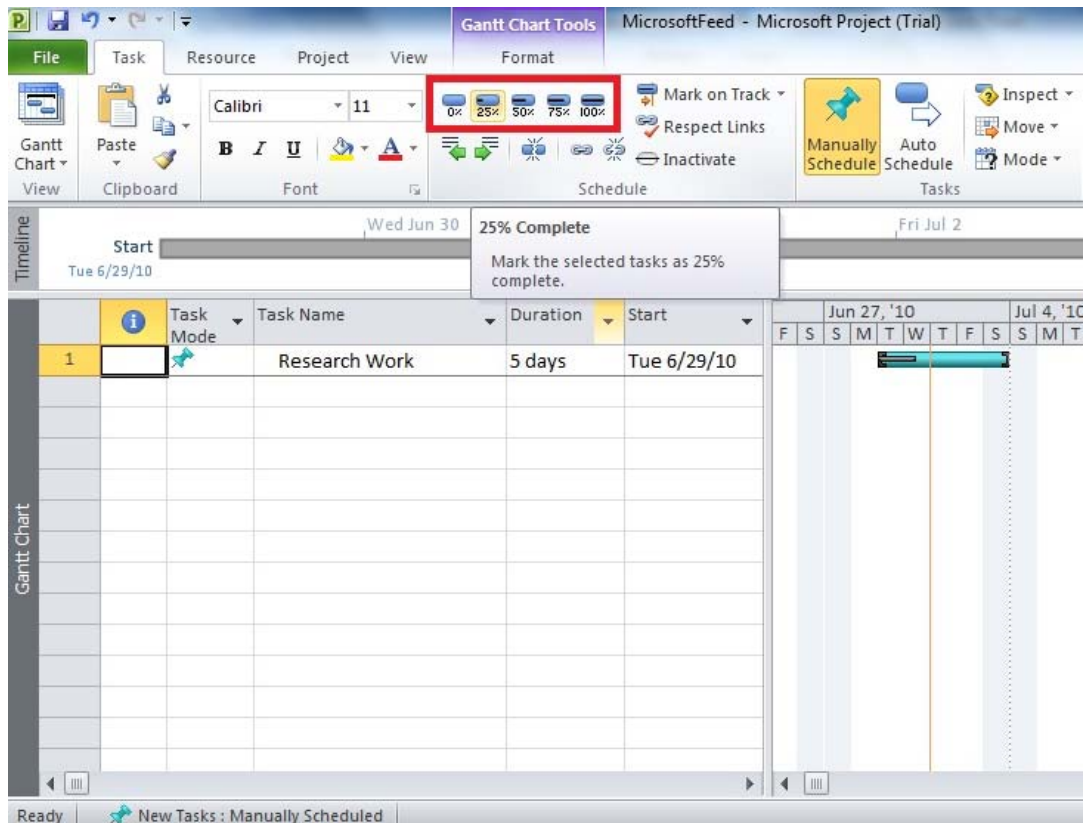 Gantt Chart Tools MicrosoftFeed - Microsoft Project (Trial)
File Task Resource Project View Format
Calibri 11 0% 25% 50% 75% 100% Mark on Track Inspect
Respect Links Move
Gantt Chart Paste B I U A Inactivate Manually Schedule Auto Schedule Mode
View Clipboard Font Schedule Tasks
Timeline
Wed Jun 30 Fri Jul 2
Start
Tue 6/29/10
25% Complete
Mark the selected tasks as 25%
complete.
Task Mode Task Name Duration Start Jun 27, '10 Jul 4, '10
F S S M T W T F S S M T
1 Research Work 5 days Tue 6/29/10
Gantt Chart
Ready New Tasks : Manually Scheduled